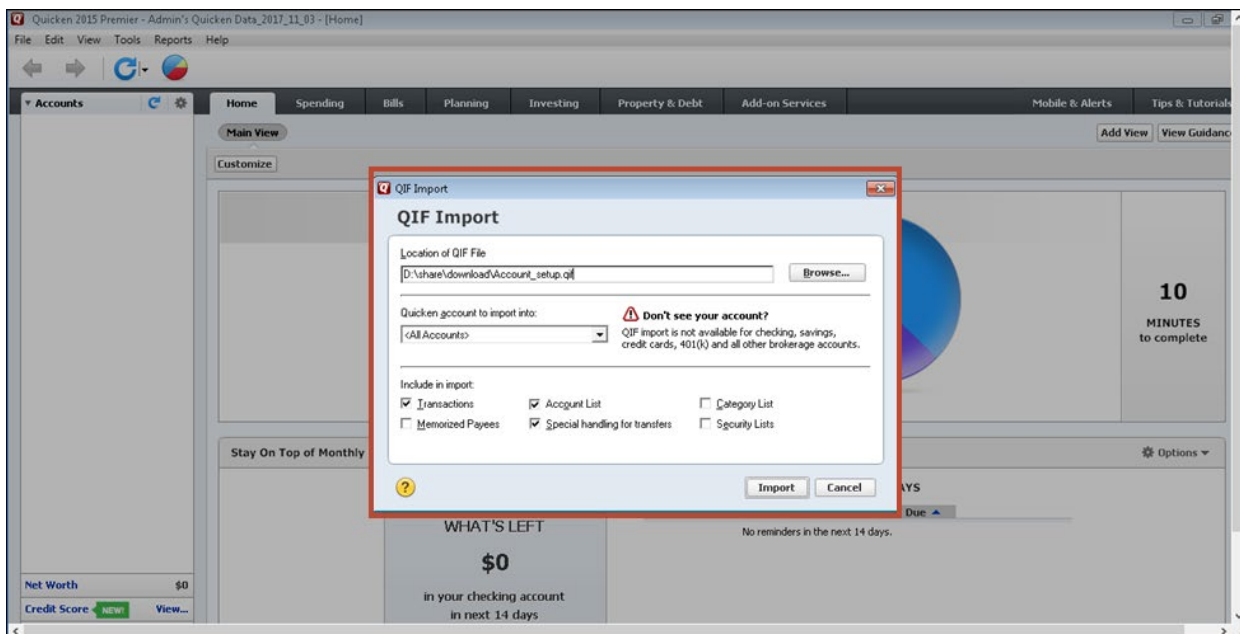 Quicken 2015 Premier - Admin's Quicken Data_2017_11_03 - [Home]
File Edit View Tools Reports Help
Accounts
Home Spending Bills Planning Investing Property & Debt Add-on Services Mobile & Alerts Tips & Tutorials
Main View Add View View Guidanc
Customize
QIF Import
QIF Import
Location of QIF File
D:\share\download\Account_setup.qif
Browse...
Quicken account to import into:
<All Accounts>
Don't see your account?
QIF import is not available for checking, savings,
credit cards, 401(k) and all other brokerage accounts.
Include in import:
Transactions Account List Category List
Memorized Payees Special handling for transfers Security Lists
? Import Cancel
10
MINUTES
to complete
Stay On Top of Monthly Options
AYS
Due
WHAT'S LEFT
No reminders in the next 14 days.
$0
in your checking account
in next 14 days
Net Worth $0
Credit Score NEW! View...